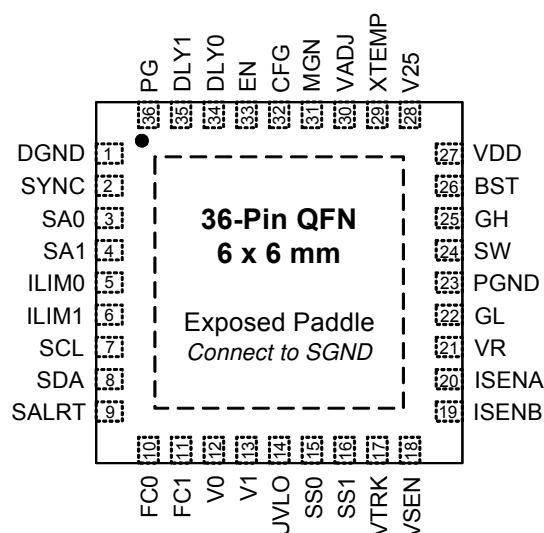 PG DLY1 DLY0 EN CFG MGN VADJ XTEMP V25
36 35 34 33 32 31 30 29 28
DGND 1
SYNC 2
SA0 3
SA1 4
ILIM0 5
ILIM1 6
SCL 7
SDA 8
SALRT 9
36-Pin QFN
6 x 6 mm
Exposed Paddle
Connect to SGND
27 VDD
26 BST
25 GH
24 SW
23 PGND
22 GL
21 VR
20 ISENA
19 ISENB
10 11 12 13 14 15 16 17 18
FC0 FC1 V0 V1 UVLO SS0 SS1 VTRK VSEN